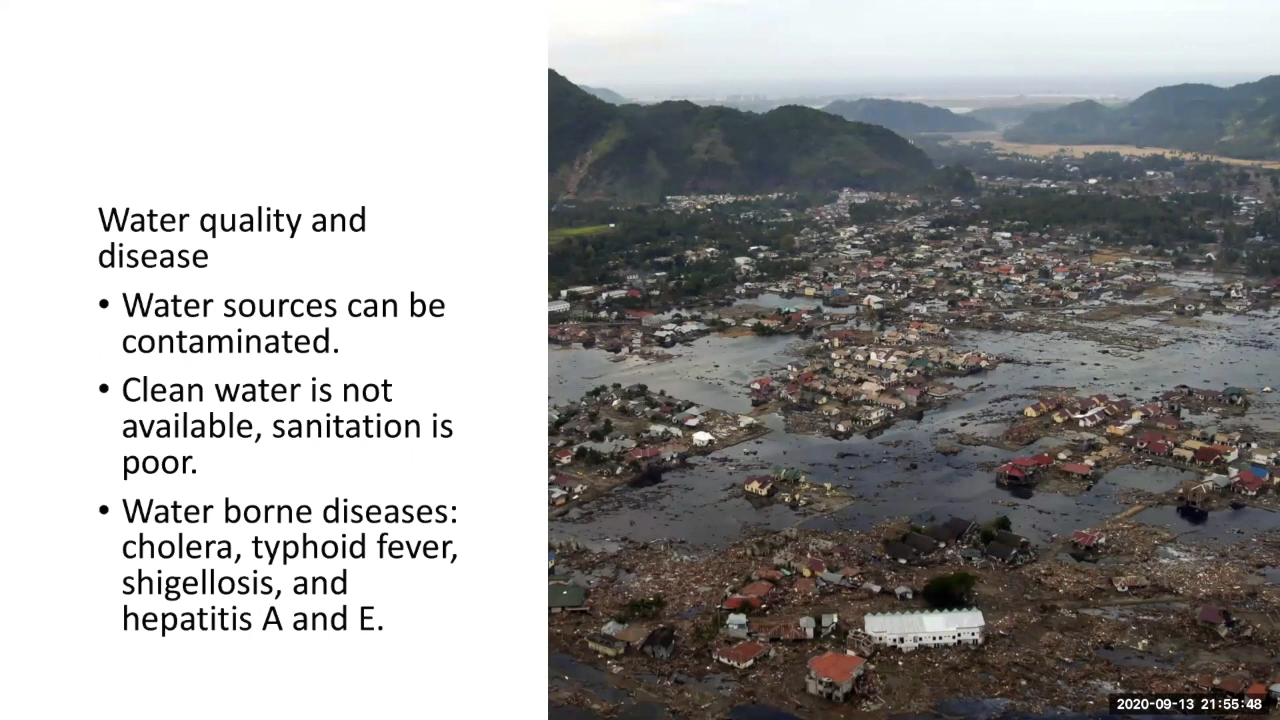 Water quality and
disease
• Water sources can be
contaminated.
• Clean water is not
available, sanitation is
poor.
• Water borne diseases:
cholera, typhoid fever,
shigellosis, and
hepatitis A and E.
2020-09-13 21:55:48